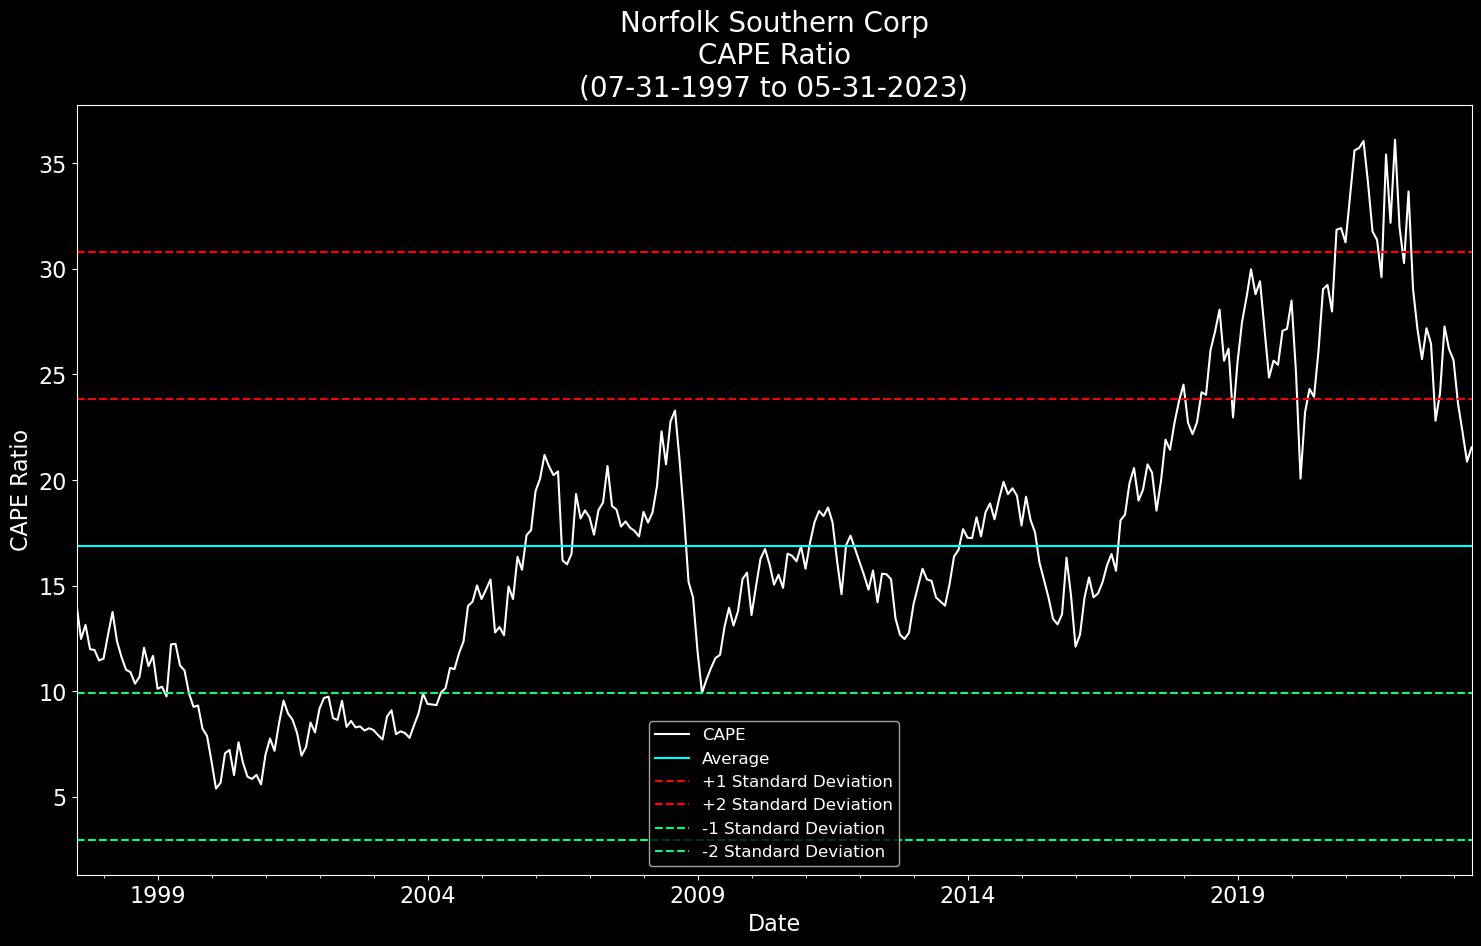 Norfolk Southern Corp
CAPE Ratio
(07-31-1997 to 05-31-2023)
35
30
25
20
15
10
5
CAPE Ratio
CAPE
Average
+1 Standard Deviation
+2 Standard Deviation
-1 Standard Deviation
-2 Standard Deviation
1999
2004
2009
2014
2019
Date